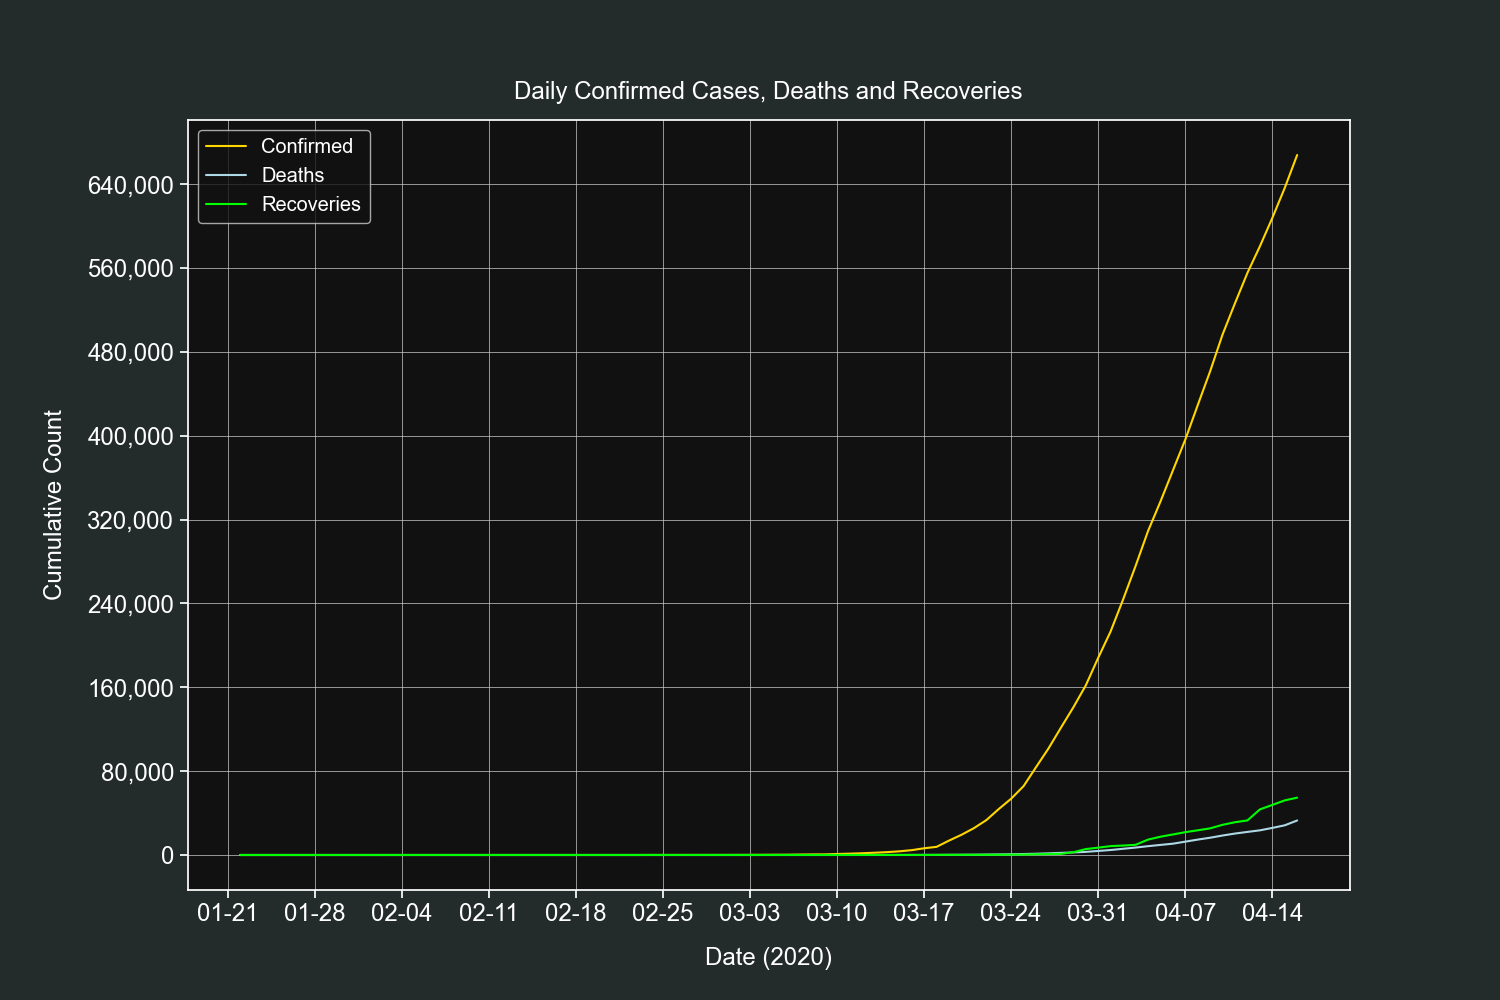 Daily Confirmed Cases, Deaths and Recoveries
Confirmed
Deaths
Recoveries
640,000
560,000
480,000
400,000
320,000
240,000
160,000
80,000
0
Cumulative Count
01-21 01-28 02-04 02-11 02-18 02-25 03-03 03-10 03-17 03-24 03-31 04-07 04-14
Date (2020)